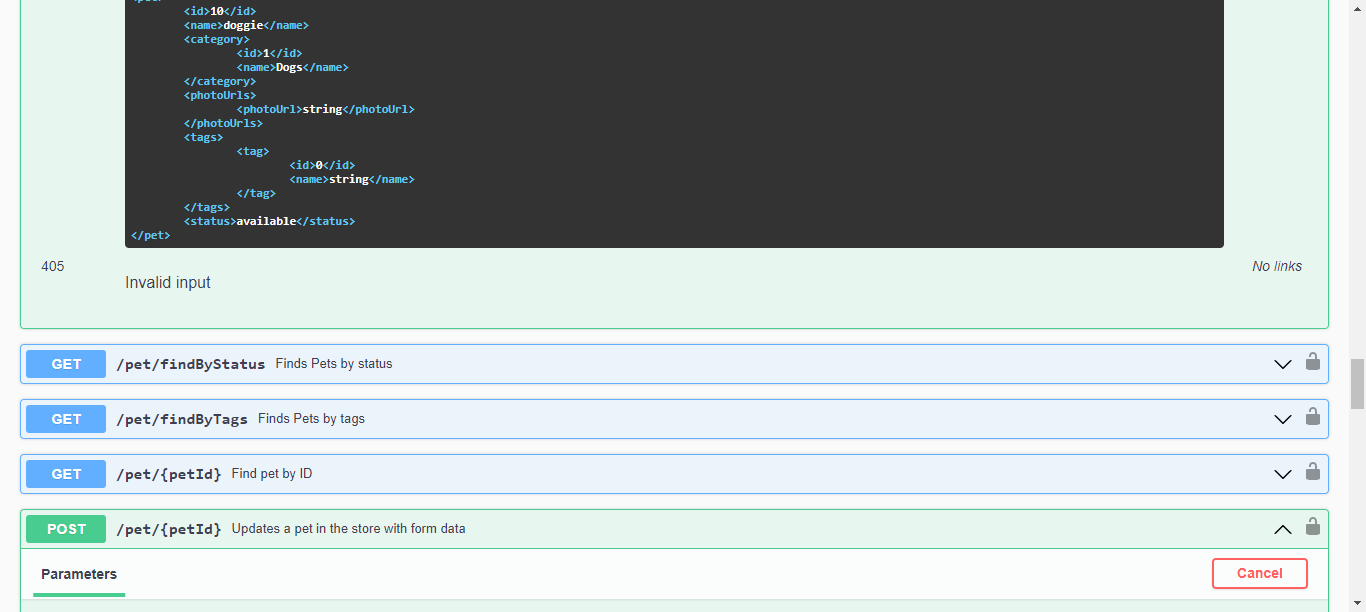 <id>10</id>
<name>doggie</name>
<category>
<id>1</id>
<name>Dogs</name>
</category>
<photoUrls>
<photoUrl>string</photoUrl>
</photoUrls>
<tags>
<tag>
<id>0</id>
<name>string</name>
</tag>
</tags>
<status>available</status>
</pet>
405 No links
Invalid input
GET /pet/findByStatus Finds Pets by status
GET /pet/findByTags Finds Pets by tags
GET /pet/{petId} Find pet by ID
POST /pet/{petId} Updates a pet in the store with form data
Parameters Cancel